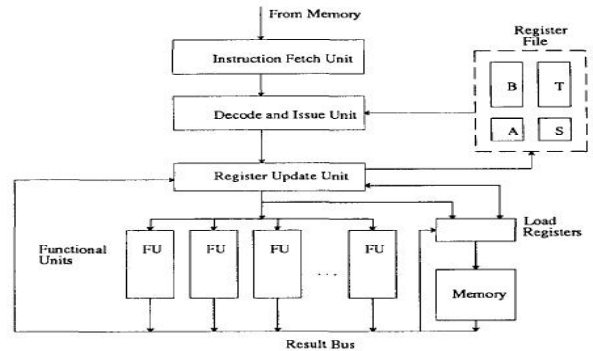 From Memory
Register
File
Instruction Fetch Unit
B T
Decode and Issue Unit
A S
Register Update Unit
Load
Registers
Functional
Units
FU FU FU FU
. . .
Memory
Result Bus